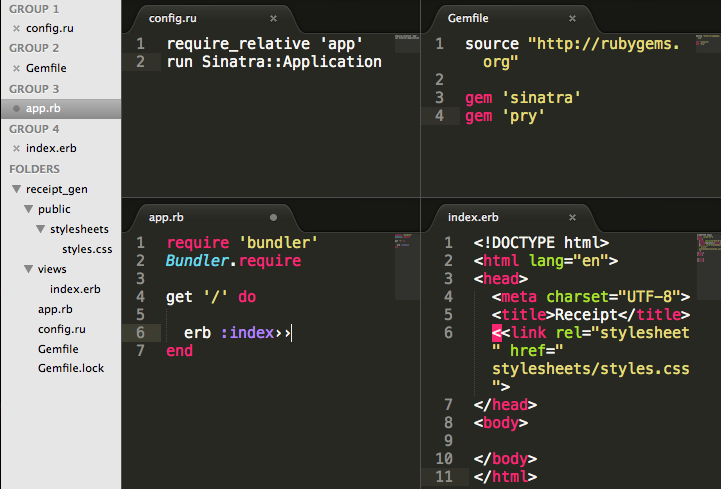 GROUP 1
× config.ru
GROUP 2
× Gemfile
GROUP 3
● app.rb
GROUP 4
× index.erb
FOLDERS
▼ receipt_gen
▼ public
▼ stylesheets
styles.css
▼ views
index.erb
app.rb
config.ru
Gemfile
Gemfile.lock
config.ru ×
1 require_relative 'app'
2 run Sinatra::Application
Gemfile ×
1 source "http://rubygems.
org"
2
3 gem 'sinatra'
4 gem 'pry'
app.rb ●
1 require 'bundler'
2 Bundler.require
3
4 get '/' do
5
6 erb :index››
7 end
index.erb ×
1 <!DOCTYPE html>
2 <html lang="en">
3 <head>
4 <meta charset="UTF-8">
5 <title>Receipt</title>
6 <<link rel="stylesheet
" href="
stylesheets/styles.css
">
7 </head>
8 <body>
9
10 </body>
11 </html>